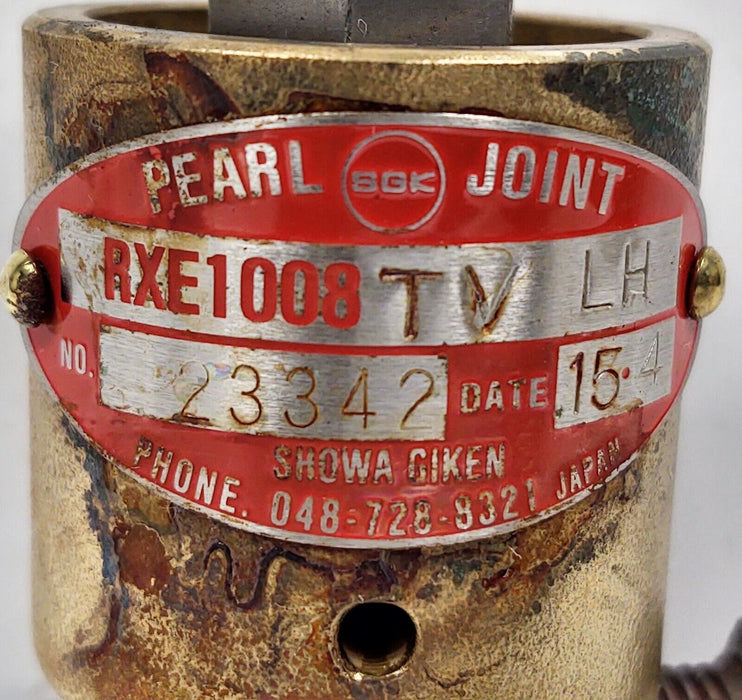 PEARL SGK JOINT
RXE1008 TV LH
NO. 23342 DATE 15.4
SHOWA GIKEN
PHONE. 048-728-8321 JAPAN